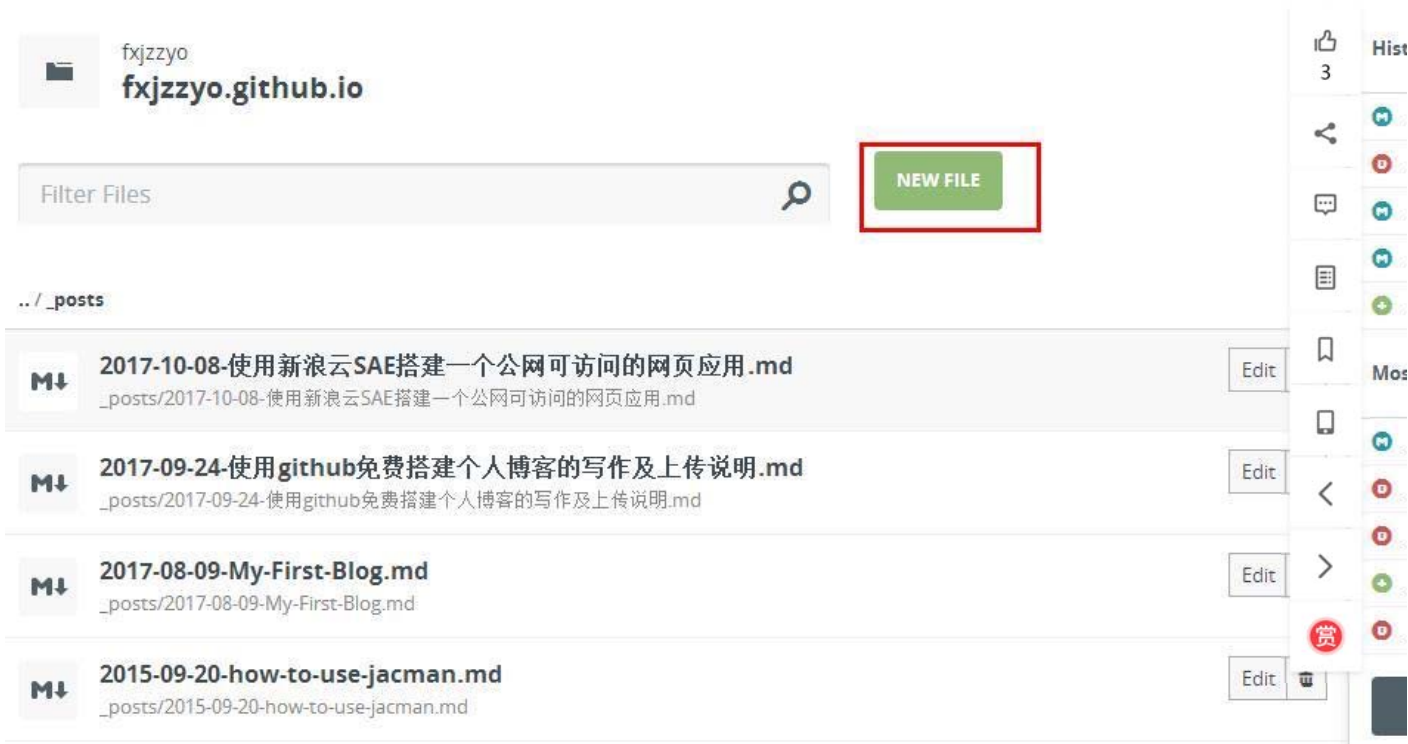 fxjzzyo
fxjzzyo.github.io
Filter Files
NEW FILE
.. / _posts
M↓ 2017-10-08-使用新浪云SAE搭建一个公网可访问的网页应用.md
_posts/2017-10-08-使用新浪云SAE搭建一个公网可访问的网页应用.md
Edit
M↓ 2017-09-24-使用github免费搭建个人博客的写作及上传说明.md
_posts/2017-09-24-使用github免费搭建个人博客的写作及上传说明.md
Edit
M↓ 2017-08-09-My-First-Blog.md
_posts/2017-08-09-My-First-Blog.md
Edit
M↓ 2015-09-20-how-to-use-jacman.md
_posts/2015-09-20-how-to-use-jacman.md
Edit
3
赏
Hist
M
D
M
M
Mos
M
D
D
D